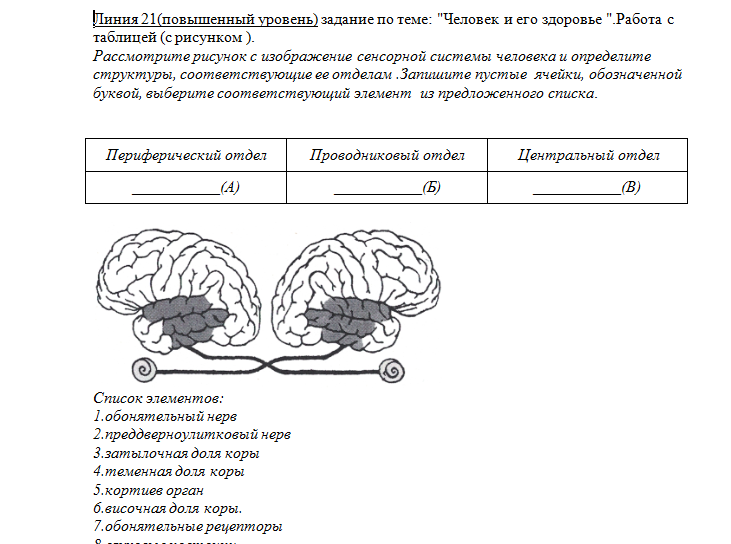 Линия 21(повышенный уровень) задание по теме: "Человек и его здоровье ".Работа с
таблицей (с рисунком ).
Рассмотрите рисунок с изображение сенсорной системы человека и определите
структуры, соответствующие ее отделам .Запишите пустые ячейки, обозначенной
буквой, выберите соответствующий элемент из предложенного списка.
Периферический отдел Проводниковый отдел Центральный отдел
___________(А) ___________(Б) ___________(В)
Список элементов:
1.обонятельный нерв
2.преддверноулитковый нерв
3.затылочная доля коры
4.теменная доля коры
5.кортиев орган
6.височная доля коры.
7.обонятельные рецепторы